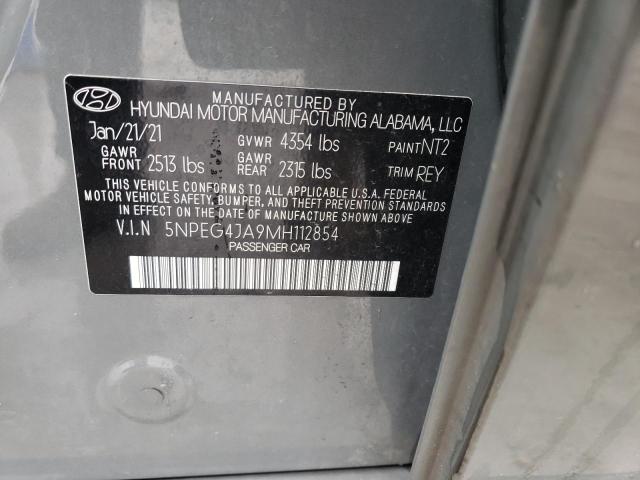 MANUFACTURED BY
HYUNDAI MOTOR MANUFACTURING ALABAMA, LLC
Jan/21/21 GVWR 4354 lbs PAINT NT2
GAWR FRONT 2513 lbs GAWR REAR 2315 lbs TRIM REY
THIS VEHICLE CONFORMS TO ALL APPLICABLE U.S.A. FEDERAL
MOTOR VEHICLE SAFETY, BUMPER, AND THEFT PREVENTION STANDARDS
IN EFFECT ON THE DATE OF MANUFACTURE SHOWN ABOVE
V.I.N 5NPEG4JA9MH112854
PASSENGER CAR